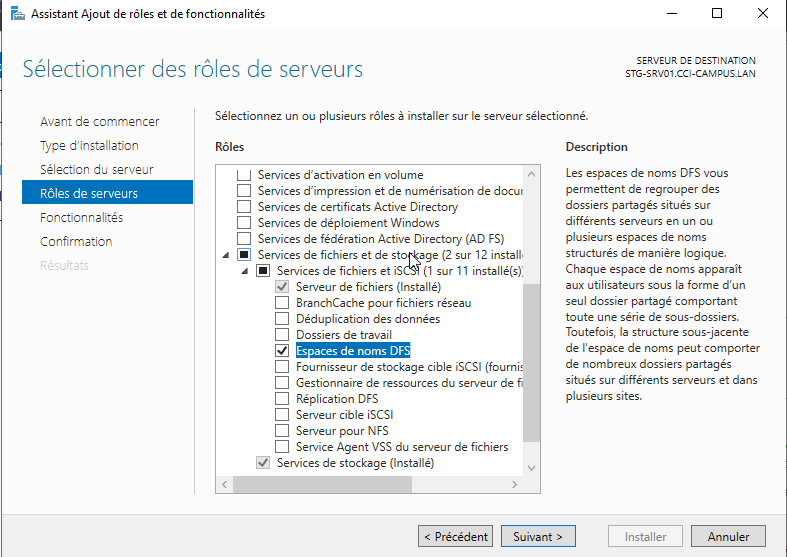 Assistant Ajout de rôles et de fonctionnalités
Sélectionner des rôles de serveurs
SERVEUR DE DESTINATION
STG-SRV01.CCI-CAMPUS.LAN
Avant de commencer
Type d'installation
Sélection du serveur
Rôles de serveurs
Fonctionnalités
Confirmation
Résultats
Sélectionnez un ou plusieurs rôles à installer sur le serveur sélectionné.
Rôles
Services d'activation en volume
Services d'impression et de numérisation de docur
Services de certificats Active Directory
Services de déploiement Windows
Services de fédération Active Directory (AD FS)
Services de fichiers et de stockage (2 sur 12 installé
Services de fichiers et iSCSI (1 sur 11 installé(s))
Serveur de fichiers (Installé)
BranchCache pour fichiers réseau
Déduplication des données
Dossiers de travail
Espaces de noms DFS
Fournisseur de stockage cible iSCSI (fournis
Gestionnaire de ressources du serveur de fi
Réplication DFS
Serveur cible iSCSI
Serveur pour NFS
Service Agent VSS du serveur de fichiers
Services de stockage (Installé)
Description
Les espaces de noms DFS vous
permettent de regrouper des
dossiers partagés situés sur
différents serveurs en un ou
plusieurs espaces de noms
structurés de manière logique.
Chaque espace de noms apparaît
aux utilisateurs sous la forme d'un
seul dossier partagé comportant
toute une série de sous-dossiers.
Toutefois, la structure sous-jacente
de l'espace de noms peut comporter
de nombreux dossiers partagés
situés sur différents serveurs et dans
plusieurs sites.
< Précédent
Suivant >
Installer
Annuler